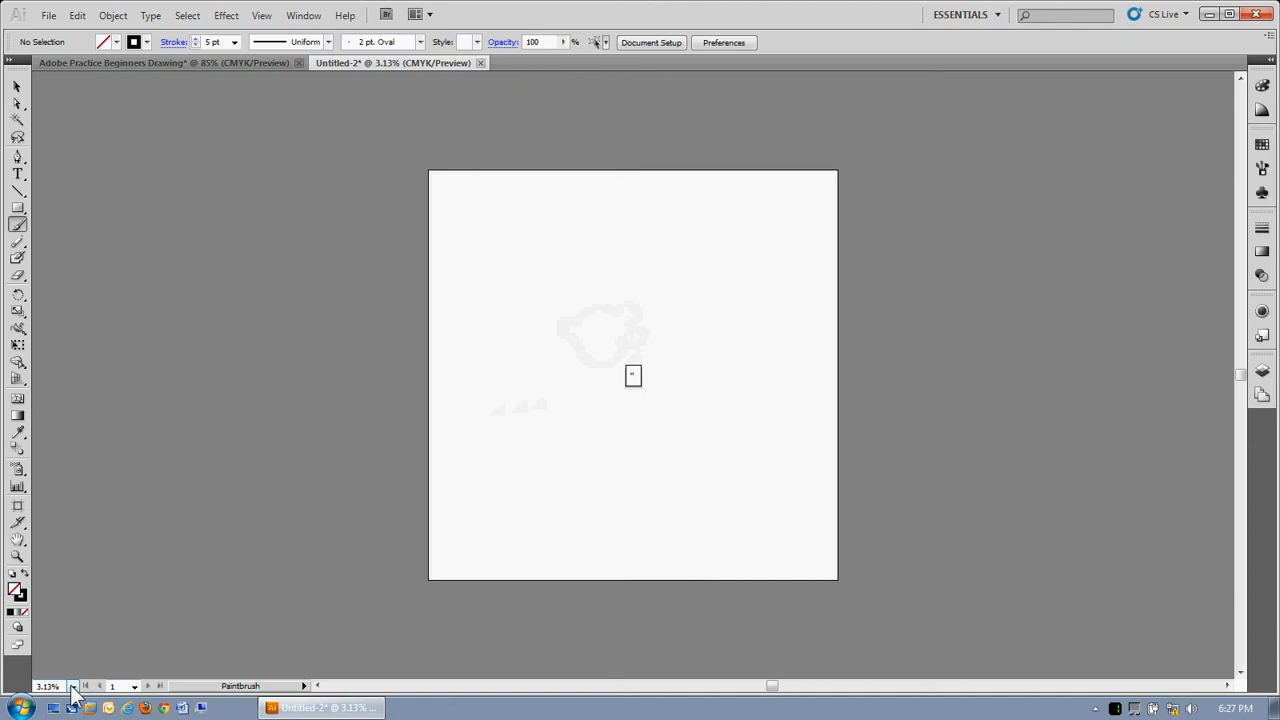 Ai File Edit Object Type Select Effect View Window Help Br ESSENTIALS CS Live
No Selection Stroke: 5 pt Uniform 2 pt. Oval Style: Opacity: 100 % Document Setup Preferences
Adobe Practice Beginners Drawing* @ 85% (CMYK/Preview) Untitled-2* @ 3.13% (CMYK/Preview)
T
3.13% 1 Paintbrush
Ai Untitled-2* @ 3.13% ... 6:27 PM